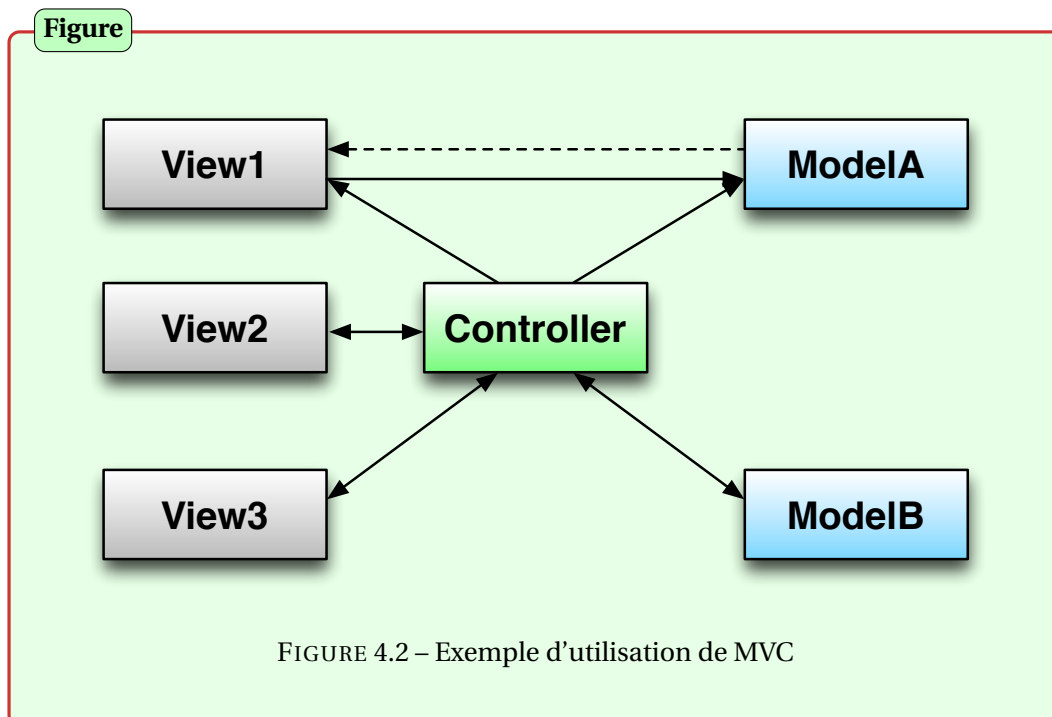 Figure
View1
ModelA
View2
Controller
View3
ModelB
FIGURE 4.2 – Exemple d'utilisation de MVC